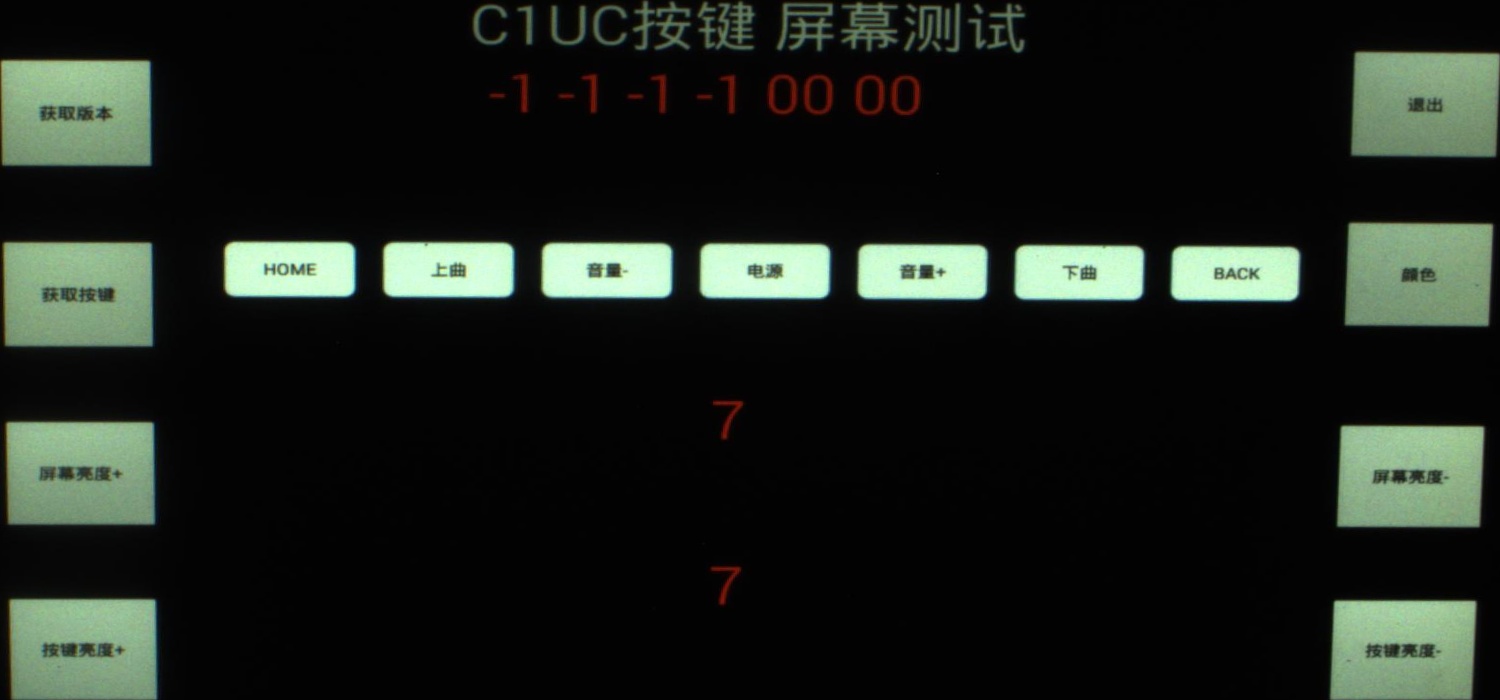 C1UC按键 屏幕测试
-1 -1 -1 -1 00 00
获取版本
退出
HOME
上曲
音量-
电源
音量+
下曲
BACK
获取按键
颜色
7
屏幕亮度+
屏幕亮度-
7
按键亮度+
按键亮度-